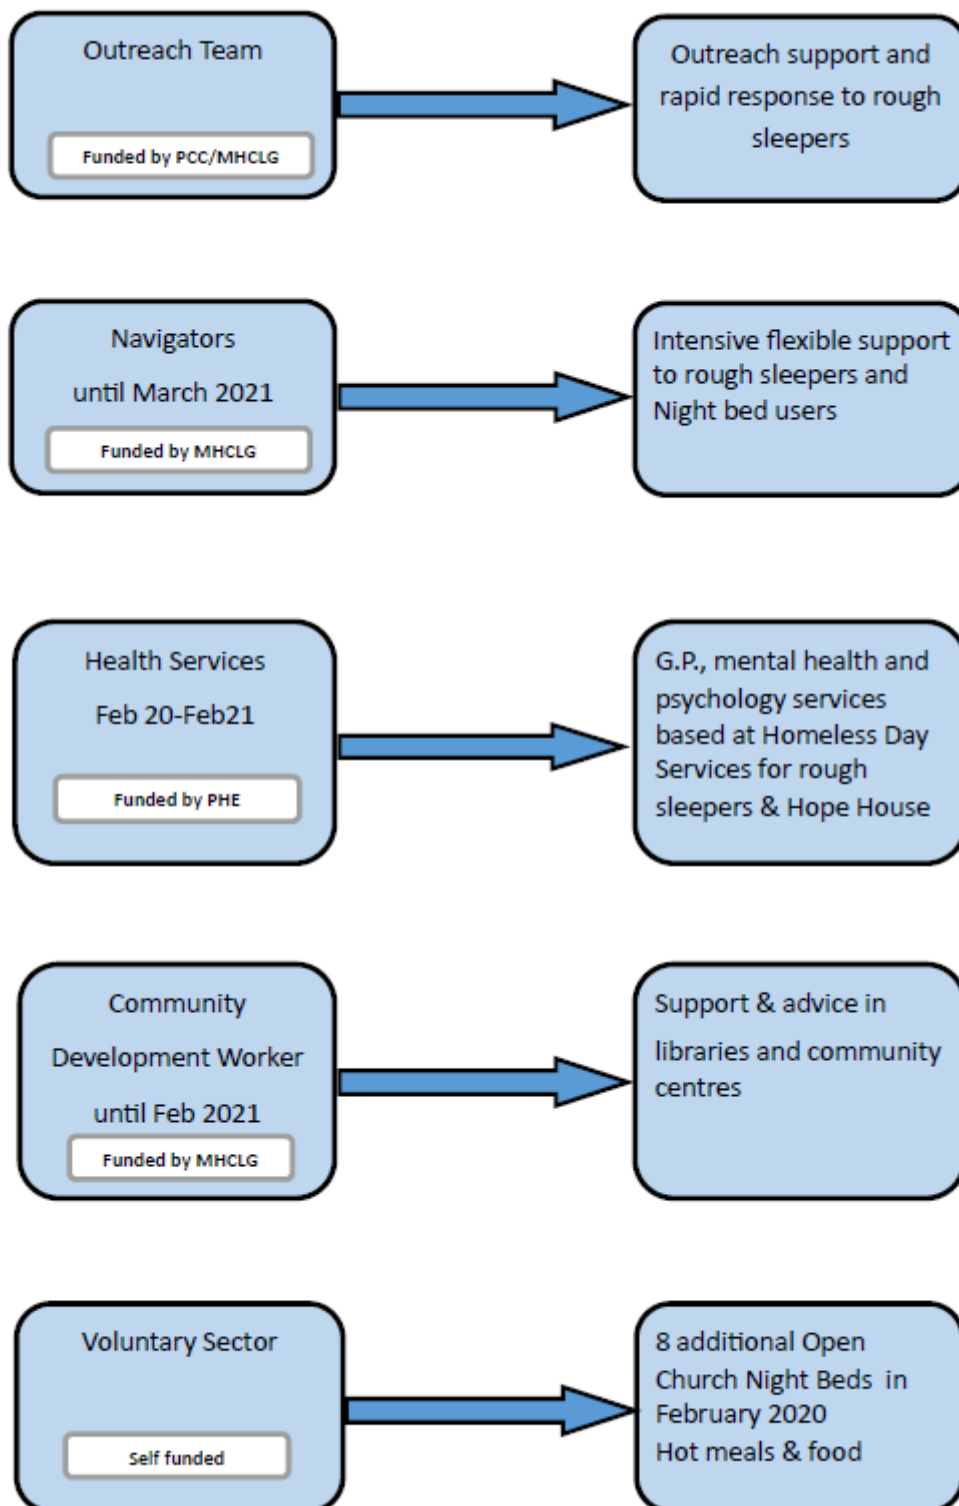 Outreach Team
Funded by PCC/MHCLG
Outreach support and
rapid response to rough
sleepers
Navigators
until March 2021
Funded by MHCLG
Intensive flexible support
to rough sleepers and
Night bed users
Health Services
Feb 20-Feb21
Funded by PHE
G.P., mental health and
psychology services
based at Homeless Day
Services for rough
sleepers & Hope House
Community
Development Worker
until Feb 2021
Funded by MHCLG
Support & advice in
libraries and community
centres
Voluntary Sector
Self funded
8 additional Open
Church Night Beds in
February 2020
Hot meals & food